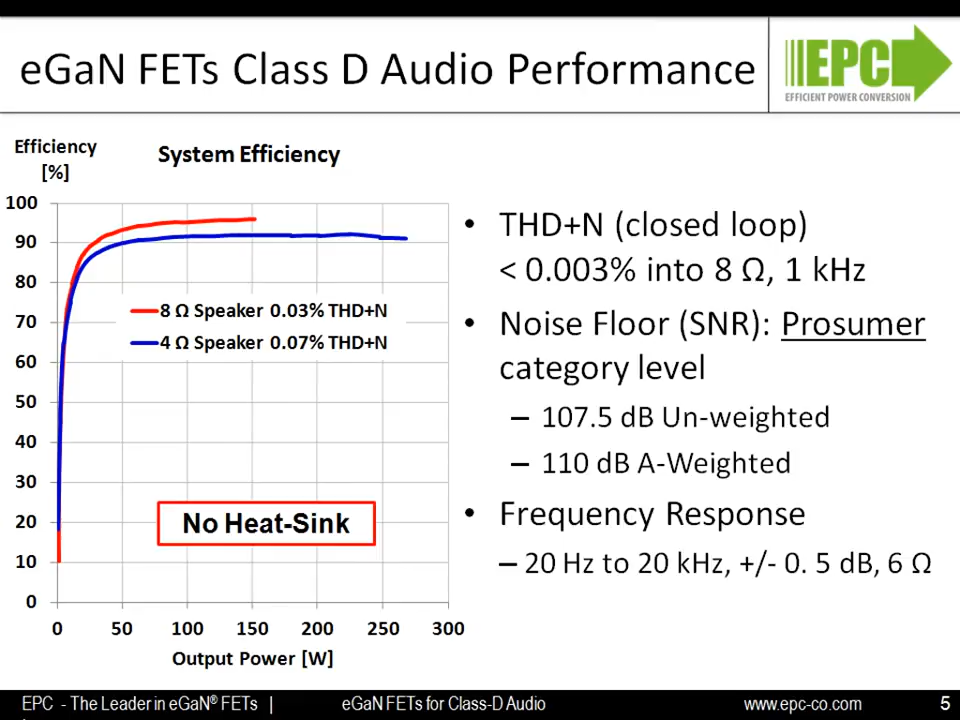 eGaN FETs Class D Audio Performance
EPC
EFFICIENT POWER CONVERSION
Efficiency
[%]
System Efficiency
100
90
80
70
60
50
40
30
20
10
0
8 Ω Speaker 0.03% THD+N
4 Ω Speaker 0.07% THD+N
No Heat-Sink
0 50 100 150 200 250 300
Output Power [W]
• THD+N (closed loop)
< 0.003% into 8 Ω, 1 kHz
• Noise Floor (SNR): Prosumer
category level
– 107.5 dB Un-weighted
– 110 dB A-Weighted
• Frequency Response
– 20 Hz to 20 kHz, +/- 0. 5 dB, 6 Ω
EPC - The Leader in eGaN® FETs | eGaN FETs for Class-D Audio www.epc-co.com 5